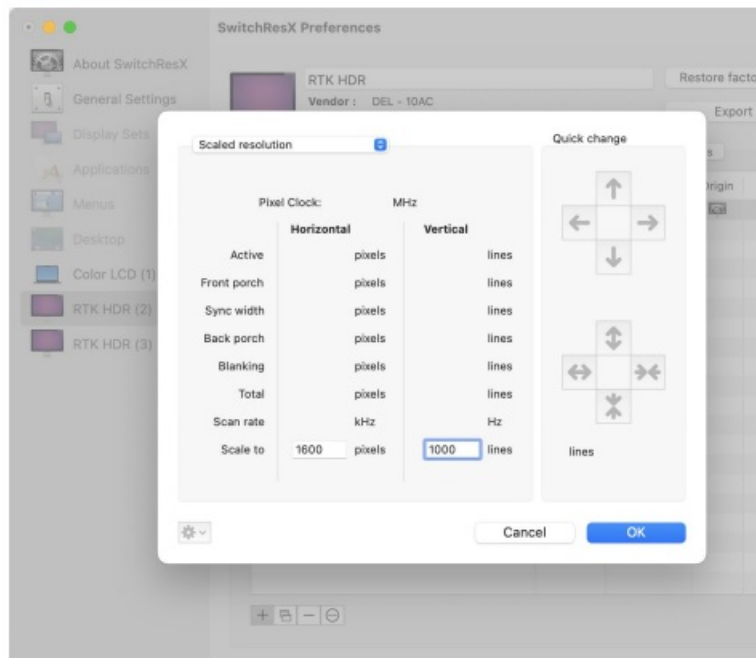 SwitchResX Preferences
About SwitchResX
General Settings
Display Sets
Applications
Menus
Desktop
Color LCD (1)
RTK HDR (2)
RTK HDR (3)
RTK HDR
Vendor : DEL - 10AC
Restore facto
Export
s
Origin
Scaled resolution
Quick change
Pixel Clock: MHz
Horizontal Vertical
Active pixels lines
Front porch pixels lines
Sync width pixels lines
Back porch pixels lines
Blanking pixels lines
Total pixels lines
Scan rate kHz Hz
Scale to 1600 pixels 1000 lines
lines
Cancel
OK